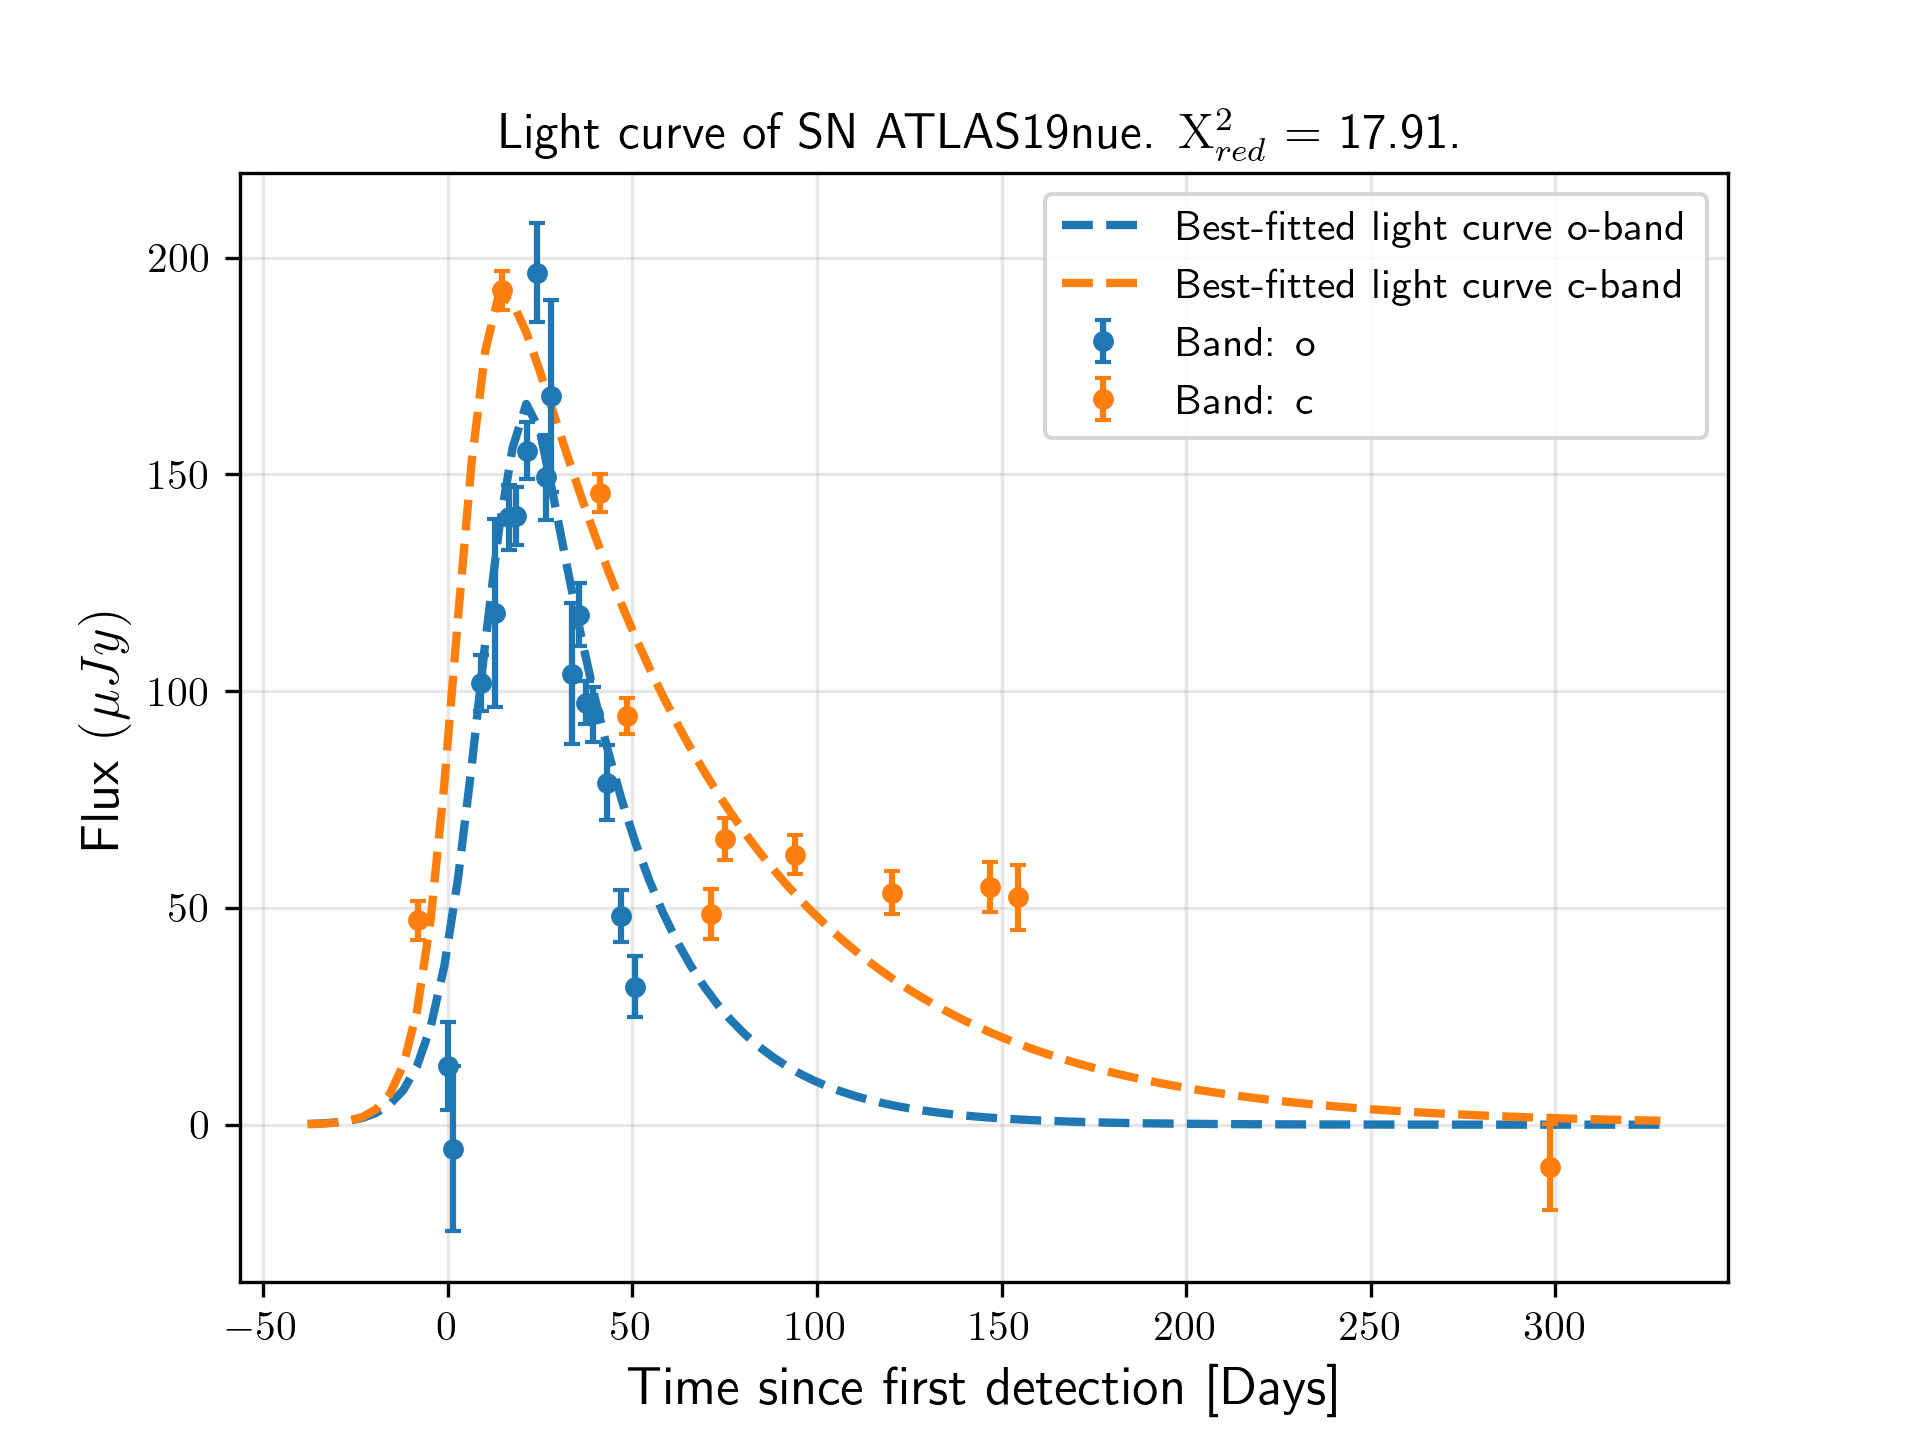 Light curve of SN ATLAS19nue. X²_red = 17.91.
Best-fitted light curve o-band
Best-fitted light curve c-band
Band: o
Band: c
Flux (μJy)
200
150
100
50
0
−50 0 50 100 150 200 250 300
Time since first detection [Days]